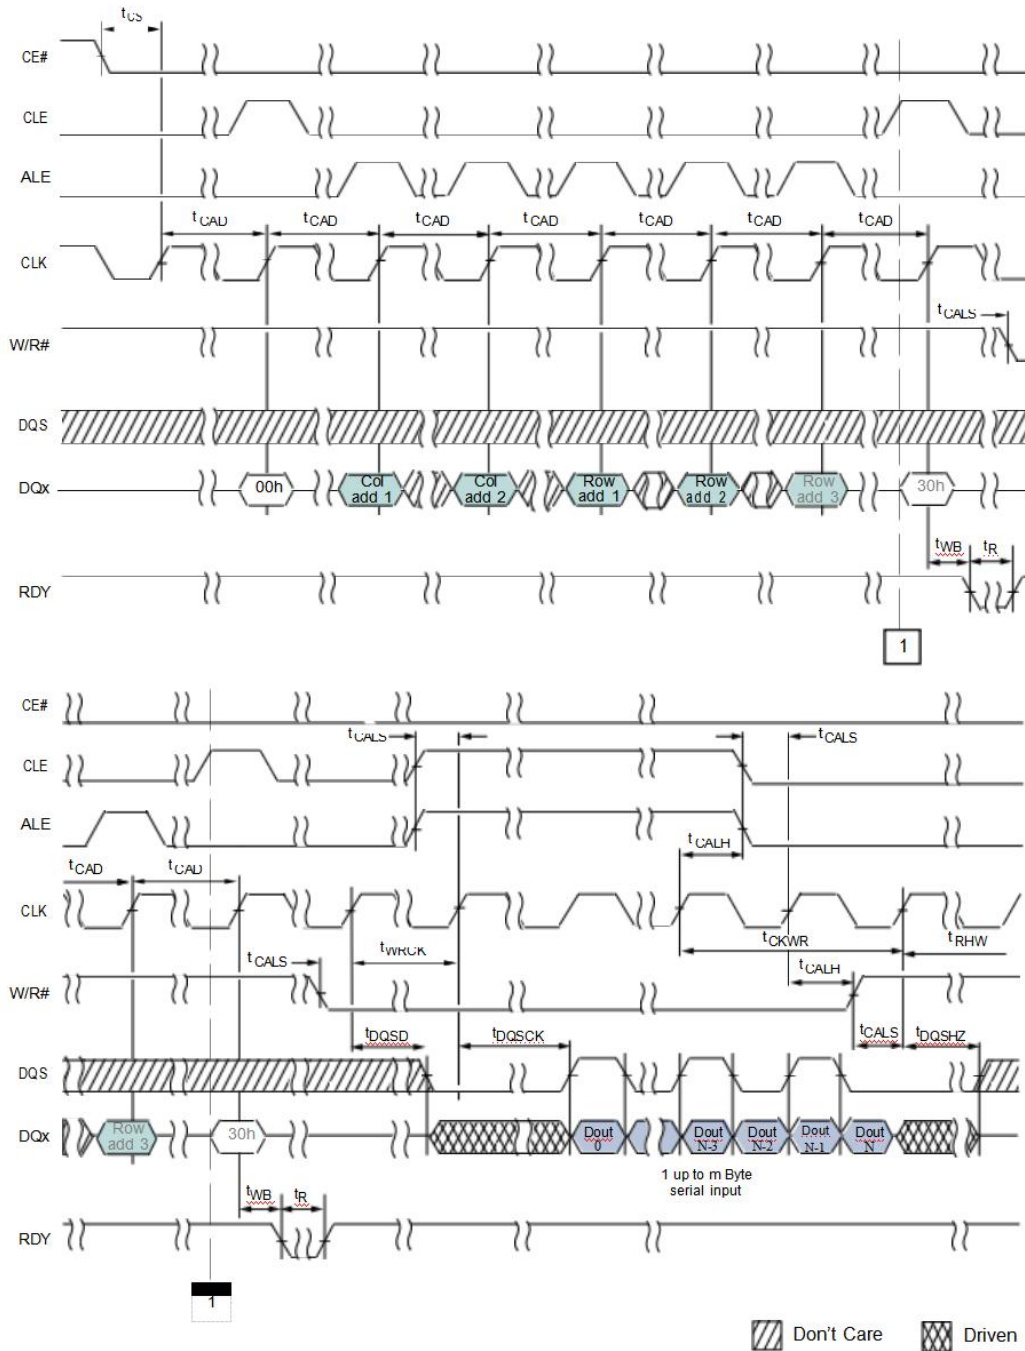 tCS
CE#
CLE
ALE
tCAD tCAD tCAD tCAD tCAD tCAD tCAD
CLK
tCALS
W/R#
DQS
DQx
00h
Col add 1
Col add 2
Row add 1
Row add 2
Row add 3
30h
tWB tR
RDY
1
CE#
tCALS tCALS
CLE
ALE
tCALH
tCAD tCAD
CLK
tWRCK tCKWR tRHW
tCALS tCALH
W/R#
tDQSD tDQSCK tCALS tDQSHZ
DQS
DQx
Row add 3
30h
Dout 0
Dout N-3
Dout N-2
Dout N-1
Dout N
1 up to m Byte
serial input
tWB tR
RDY
1
Don't Care Driven